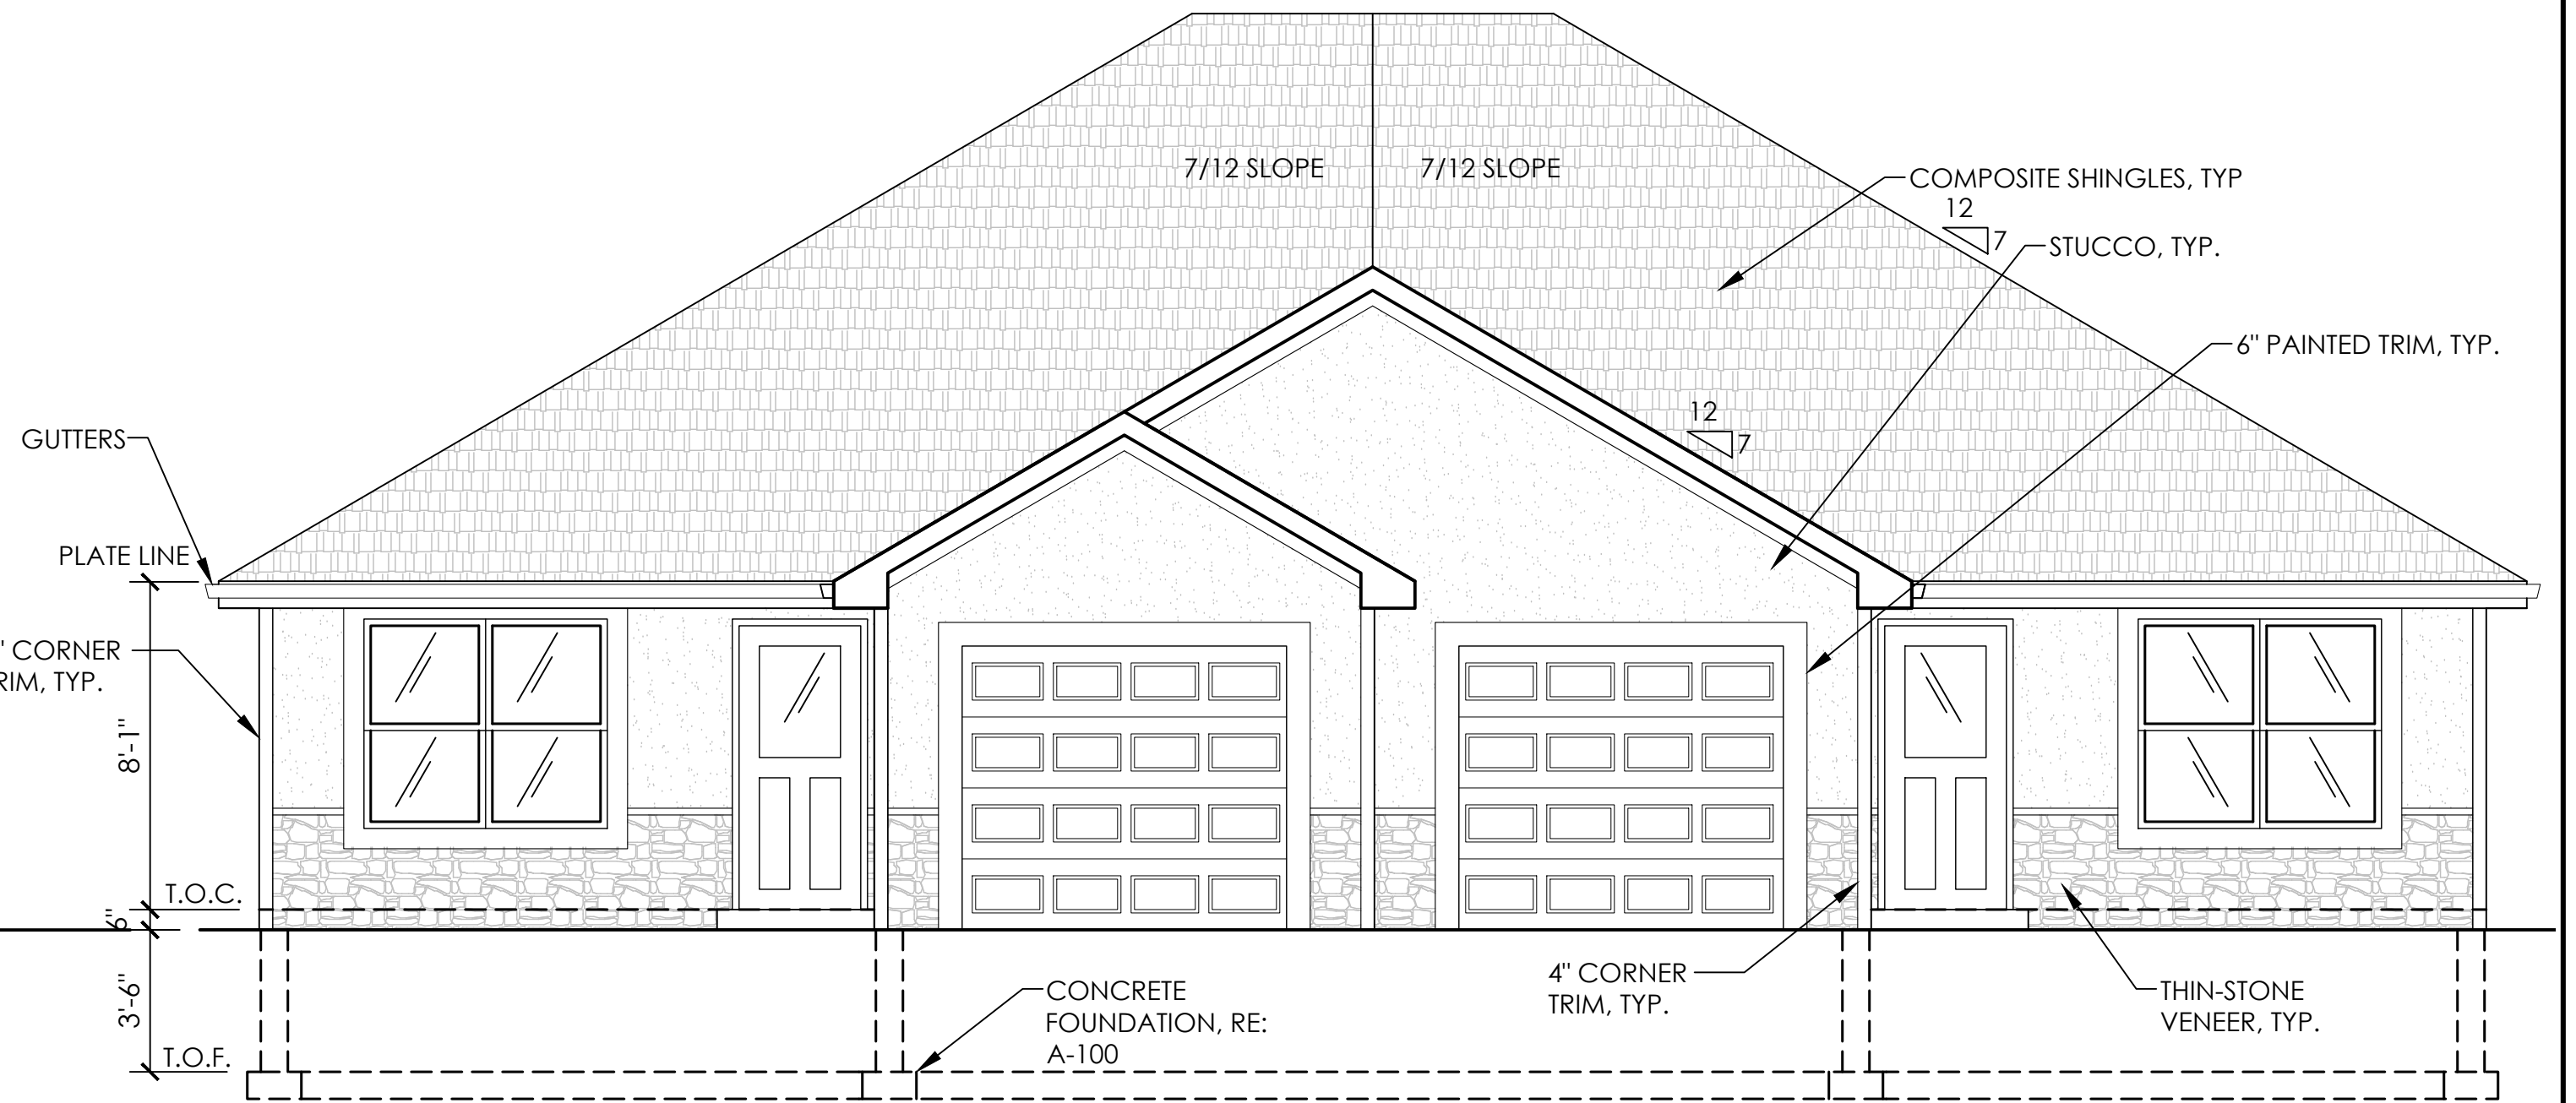 7/12 SLOPE
7/12 SLOPE
COMPOSITE SHINGLES, TYP
12
7
STUCCO, TYP.
6" PAINTED TRIM, TYP.
12
7
GUTTERS
PLATE LINE
" CORNER
RIM, TYP.
8'-1"
T.O.C.
6"
3'-6"
T.O.F.
CONCRETE
FOUNDATION, RE:
A-100
4" CORNER
TRIM, TYP.
THIN-STONE
VENEER, TYP.